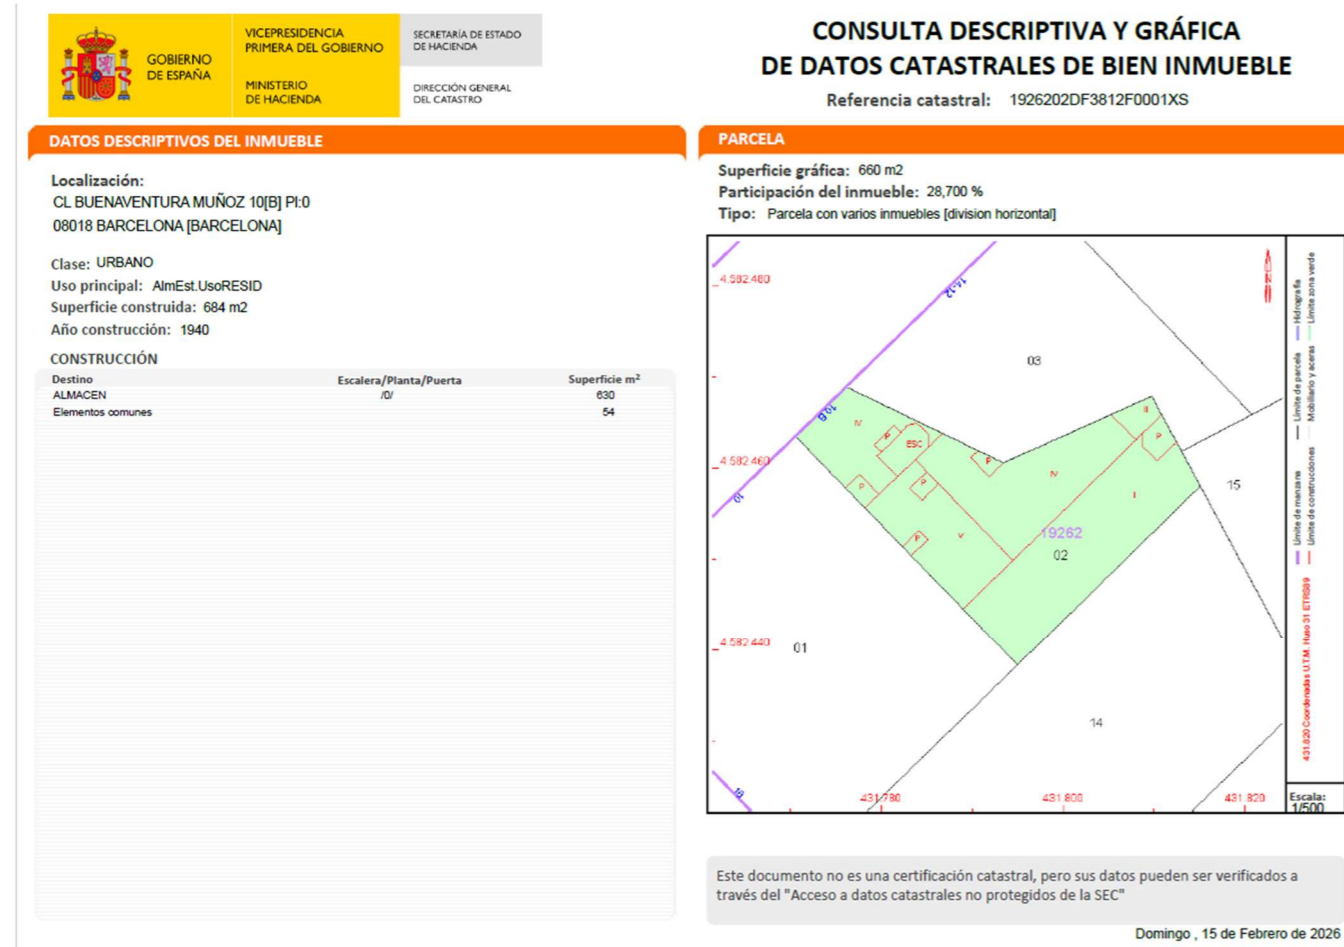 GOBIERNO
DE ESPAÑA
VICEPRESIDENCIA
PRIMERA DEL GOBIERNO
MINISTERIO
DE HACIENDA
SECRETARÍA DE ESTADO
DE HACIENDA
DIRECCIÓN GENERAL
DEL CATASTRO
CONSULTA DESCRIPTIVA Y GRÁFICA
DE DATOS CATASTRALES DE BIEN INMUEBLE
Referencia catastral: 1926202DF3812F0001XS
DATOS DESCRIPTIVOS DEL INMUEBLE
Localización:
CL BUENAVENTURA MUÑOZ 10[B] Pl:0
08018 BARCELONA [BARCELONA]
Clase: URBANO
Uso principal: AlmEst.UsoRESID
Superficie construida: 684 m2
Año construcción: 1940
CONSTRUCCIÓN
Destino Escalera/Planta/Puerta Superficie m²
ALMACEN /0/ 630
Elementos comunes 54
PARCELA
Superficie gráfica: 660 m2
Participación del inmueble: 28,700 %
Tipo: Parcela con varios inmuebles [division horizontal]
4.582.480
14-12
03
10.B
IV
P
ESC
II
P
4.582.460
P
IV
P
P
I
15
10
P
V
19262
02
4.582.440
01
14
16
431.780
431.800
431.820
Hidrografía
Límite zona verde
Límite de parcela
Mobiliario y aceras
Límite de manzana
Límite de construcciones
431.820 Coordenadas U.T.M. Huso 31 ETRS89
Escala:
1/500
Este documento no es una certificación catastral, pero sus datos pueden ser verificados a
través del "Acceso a datos catastrales no protegidos de la SEC"
Domingo , 15 de Febrero de 2026